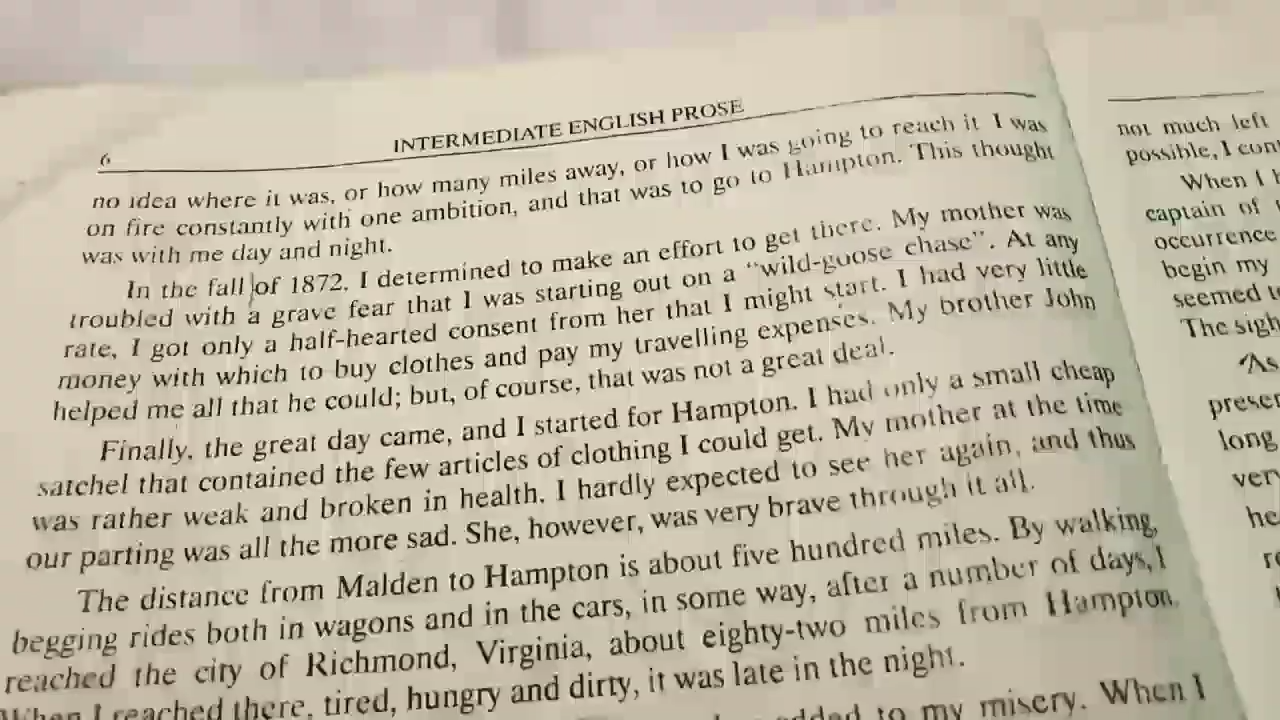 6
INTERMEDIATE ENGLISH PROSE
no idea where it was, or how many miles away, or how I was going to reach it I was
on fire constantly with one ambition, and that was to go to Hampton. This thought
was with me day and night.
In the fall of 1872, I determined to make an effort to get there. My mother was
troubled with a grave fear that I was starting out on a "wild-goose chase". At any
rate, I got only a half-hearted consent from her that I might start. I had very little
money with which to buy clothes and pay my travelling expenses. My brother John
helped me all that he could; but, of course, that was not a great deal.
Finally, the great day came, and I started for Hampton. I had only a small cheap
satchel that contained the few articles of clothing I could get. My mother at the time
was rather weak and broken in health. I hardly expected to see her again, and thus
our parting was all the more sad. She, however, was very brave through it all.
The distance from Malden to Hampton is about five hundred miles. By walking,
begging rides both in wagons and in the cars, in some way, after a number of days, I
reached the city of Richmond, Virginia, about eighty-two miles from Hampton.
When I reached there, tired, hungry and dirty, it was late in the night.
to my misery. When I
not much left
possible, I
When I
captain of
occurrence
begin my
seemed
The
long